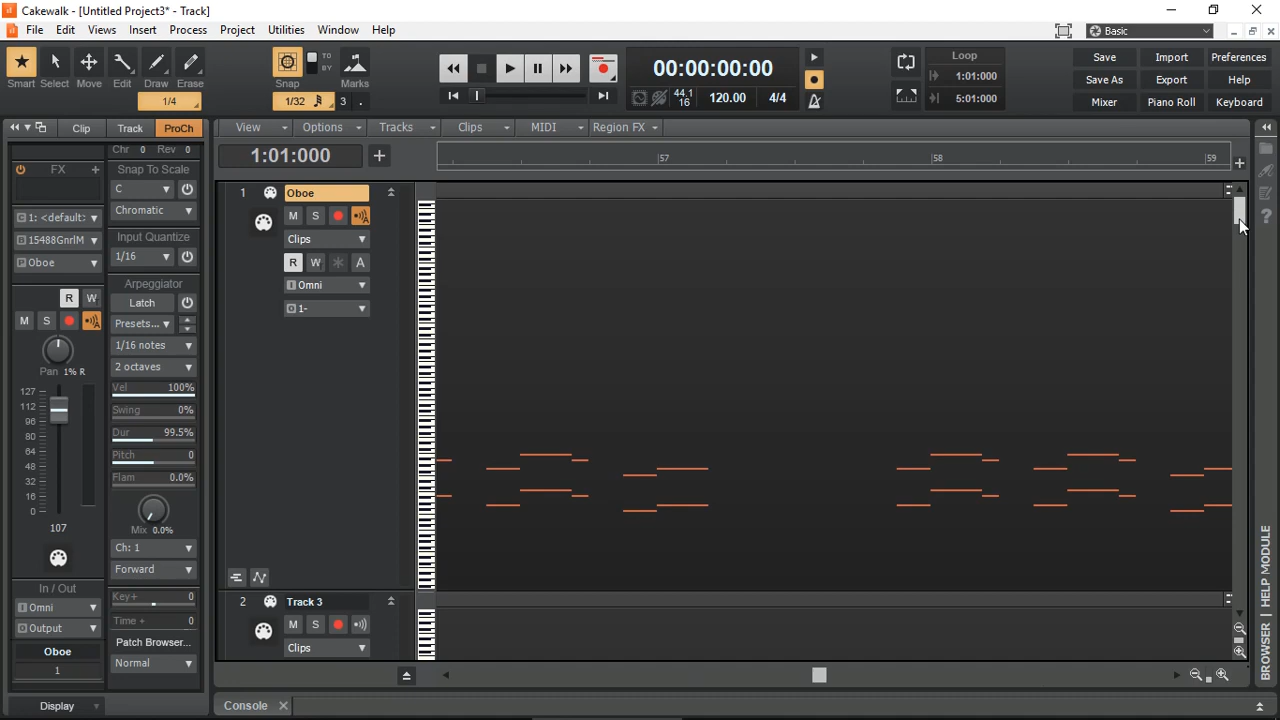 Cakewalk - [Untitled Project3* - Track]
File Edit Views Insert Process Project Utilities Window Help
Basic
Smart Select Move Edit Draw Erase
1/4
Snap
TO
BY
Marks
1/32
3 .
00:00:00:00
44.1
16
120.00
4/4
Loop
1:01:000
5:01:000
Save Import Preferences
Save As Export Help
Mixer Piano Roll Keyboard
Clip Track ProCh
View Options Tracks Clips MIDI Region FX
1:01:000
57 58 59
Chr 0 Rev 0
FX
Snap To Scale
C
Chromatic
1: <default>
15488GnrlM
Oboe
Input Quantize
1/16
Arpeggiator
Latch
Presets...
1/16 notes
2 octaves
R W
M S
Pan 1% R
127
112
96
80
64
48
32
16
0
107
Vel 100%
Swing 0%
Dur 99.5%
Pitch 0
Flam 0.0%
Mix 0.0%
Ch: 1
Forward
In / Out
Omni
Output
Key+ 0
Time + 0
Patch Browser...
Normal
Oboe
1
Display
1 Oboe
M S
Clips
R W * A
Omni
1-
2 Track 3
M S
Clips
BROWSER | HELP MODULE
Console